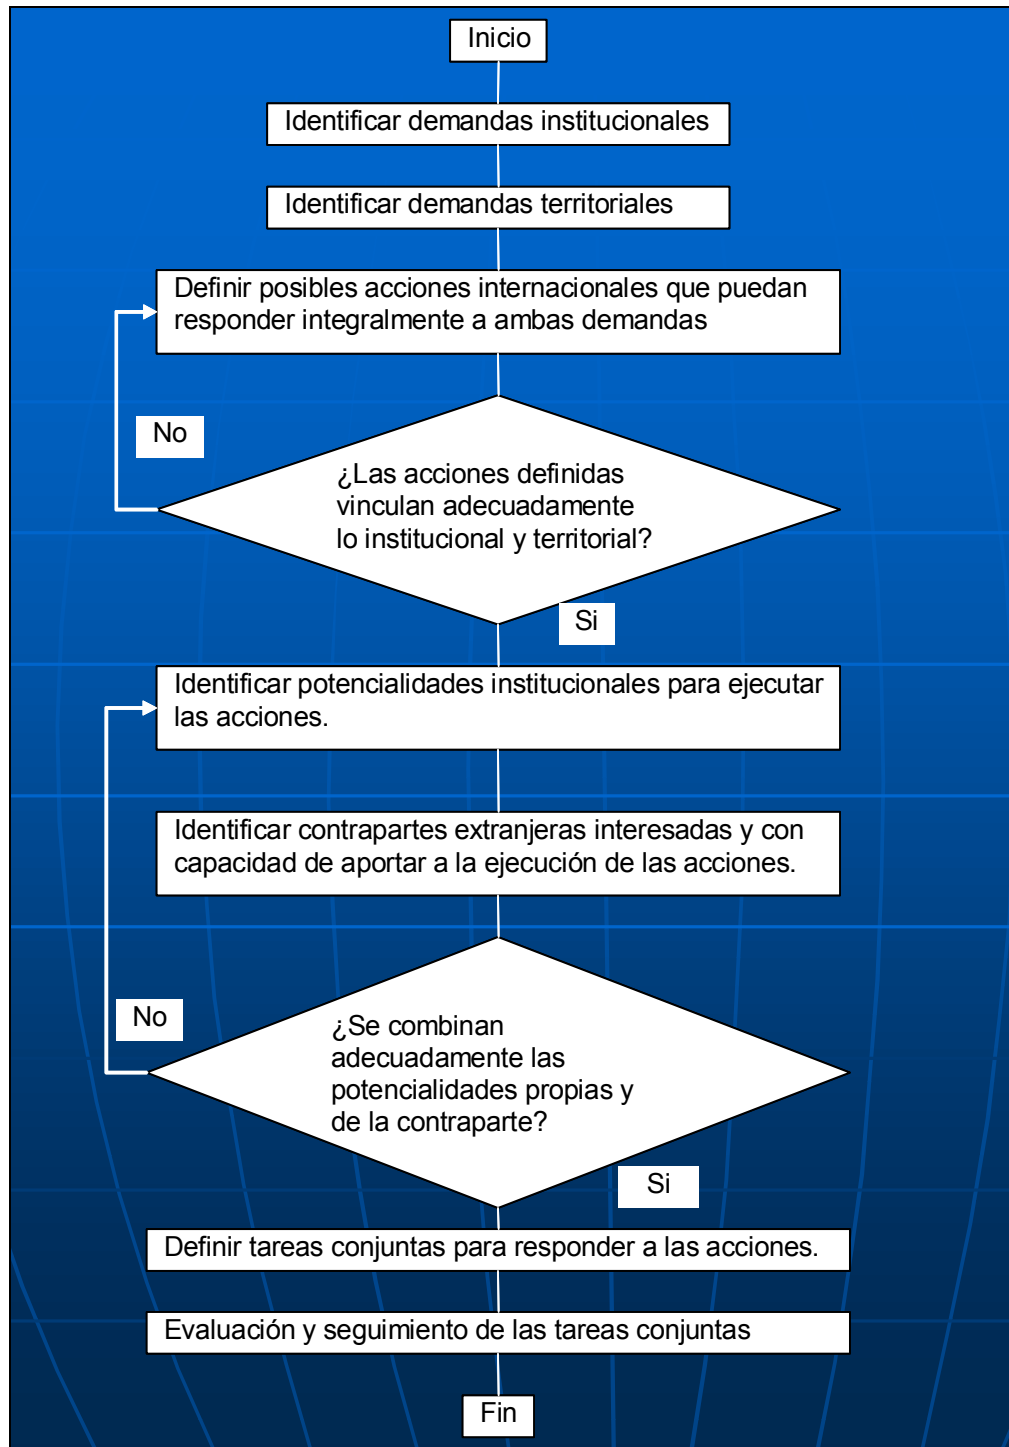 Inicio
Identificar demandas institucionales
Identificar demandas territoriales
Definir posibles acciones internacionales que puedan
responder integralmente a ambas demandas
No
¿Las acciones definidas
vinculan adecuadamente
lo institucional y territorial?
Si
Identificar potencialidades institucionales para ejecutar
las acciones.
Identificar contrapartes extranjeras interesadas y con
capacidad de aportar a la ejecución de las acciones.
No
¿Se combinan
adecuadamente las
potencialidades propias y
de la contraparte?
Si
Definir tareas conjuntas para responder a las acciones.
Evaluación y seguimiento de las tareas conjuntas
Fin